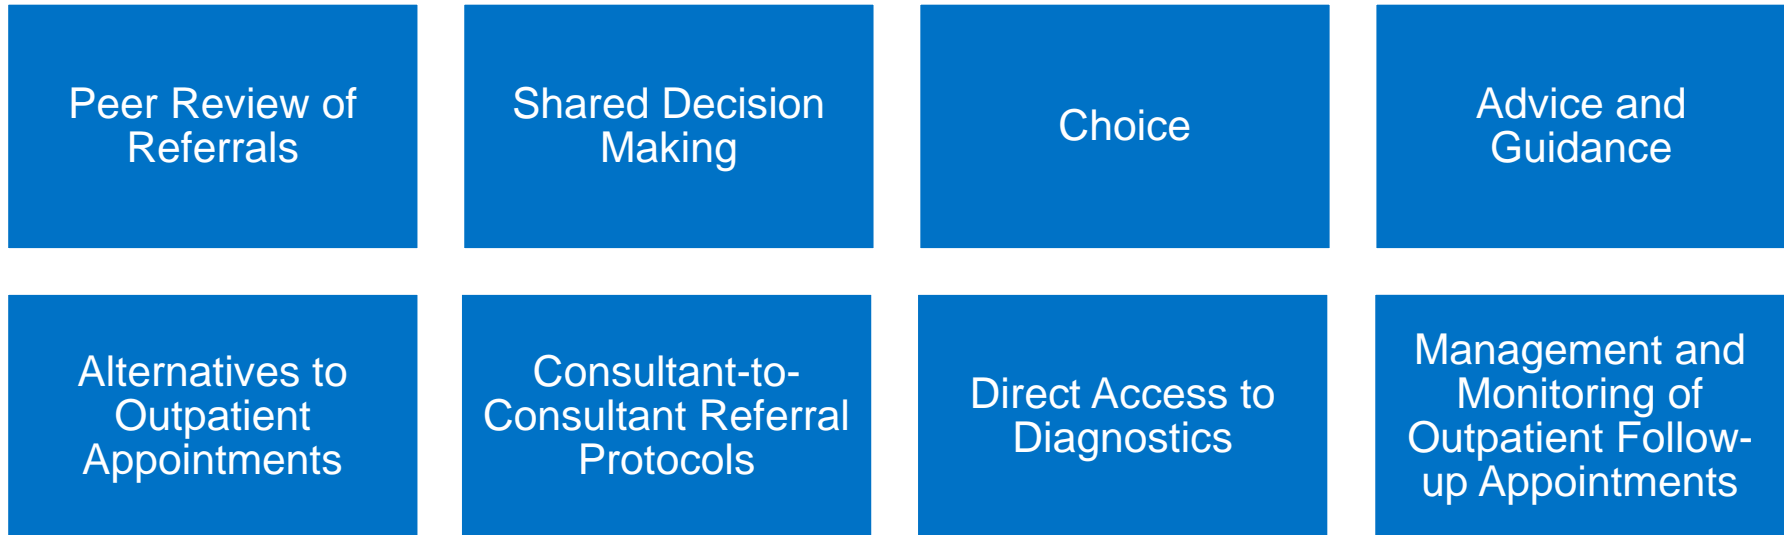 Peer Review of
Referrals
Shared Decision
Making
Choice
Advice and
Guidance
Alternatives to
Outpatient
Appointments
Consultant-to-
Consultant Referral
Protocols
Direct Access to
Diagnostics
Management and
Monitoring of
Outpatient Follow-
up Appointments